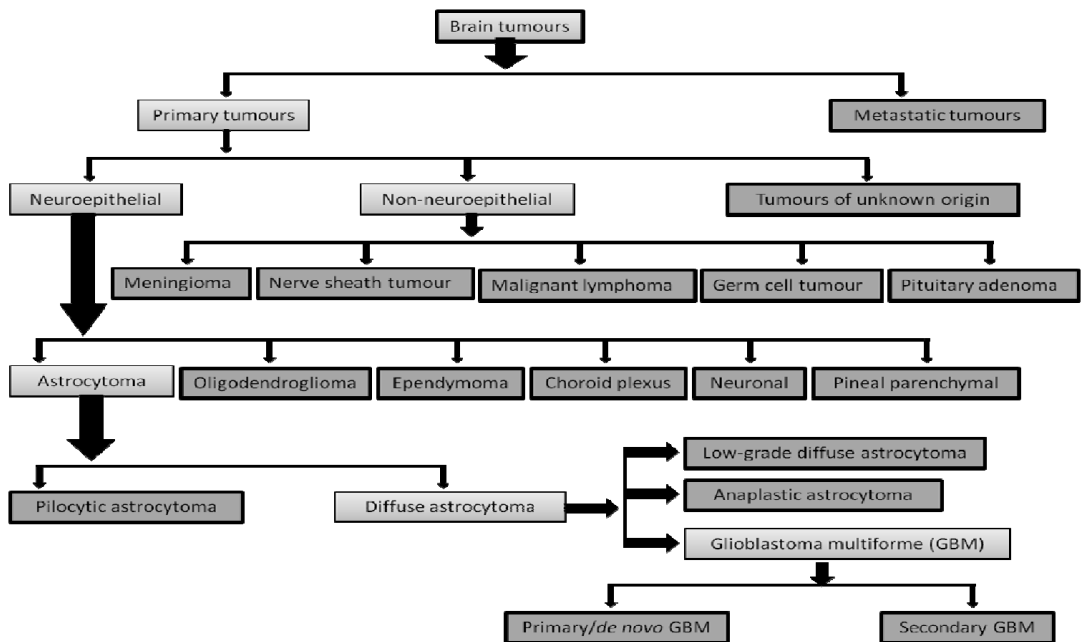 Brain tumours
Primary tumours
Metastatic tumours
Neuroepithelial
Non-neuroepithelial
Tumours of unknown origin
Meningioma
Nerve sheath tumour
Malignant lymphoma
Germ cell tumour
Pituitary adenoma
Astrocytoma
Oligodendroglioma
Ependymoma
Choroid plexus
Neuronal
Pineal parenchymal
Low-grade diffuse astrocytoma
Pilocytic astrocytoma
Diffuse astrocytoma
Anaplastic astrocytoma
Glioblastoma multiforme (GBM)
Primary/de novo GBM
Secondary GBM